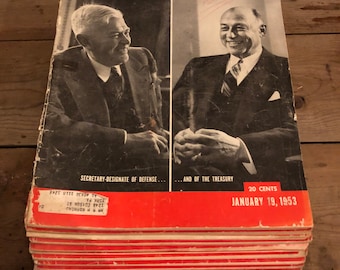 SECRETARY-DESIGNATE OF DEFENSE . . .
. . . AND OF THE TREASURY
20 CENTS
JANUARY 19, 1953